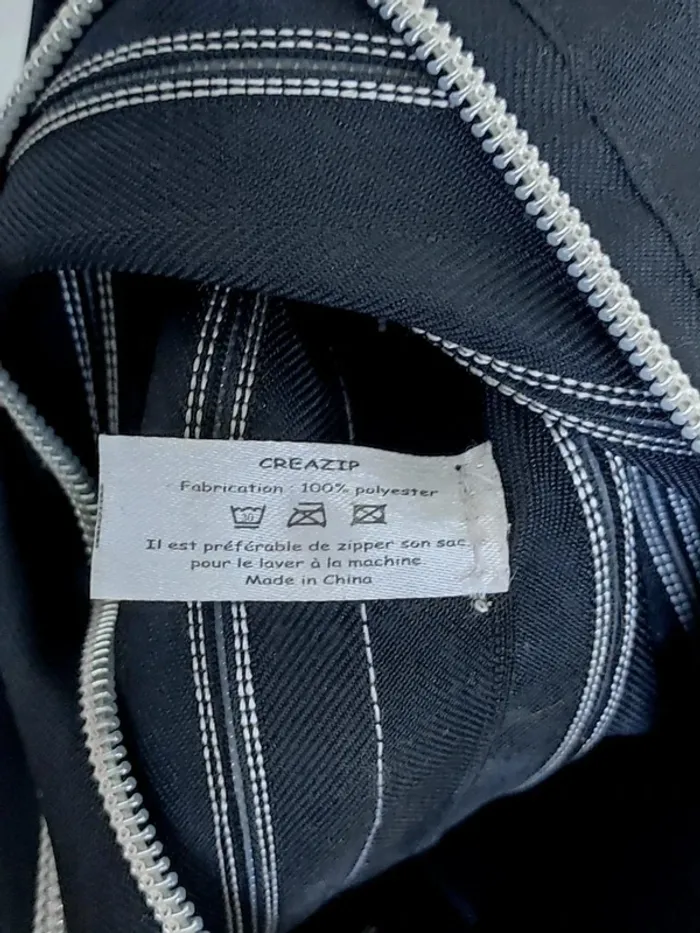 CREAZIP
Fabrication : 100% polyester
30
Il est préférable de zipper son sac
pour le laver à la machine
Made in China